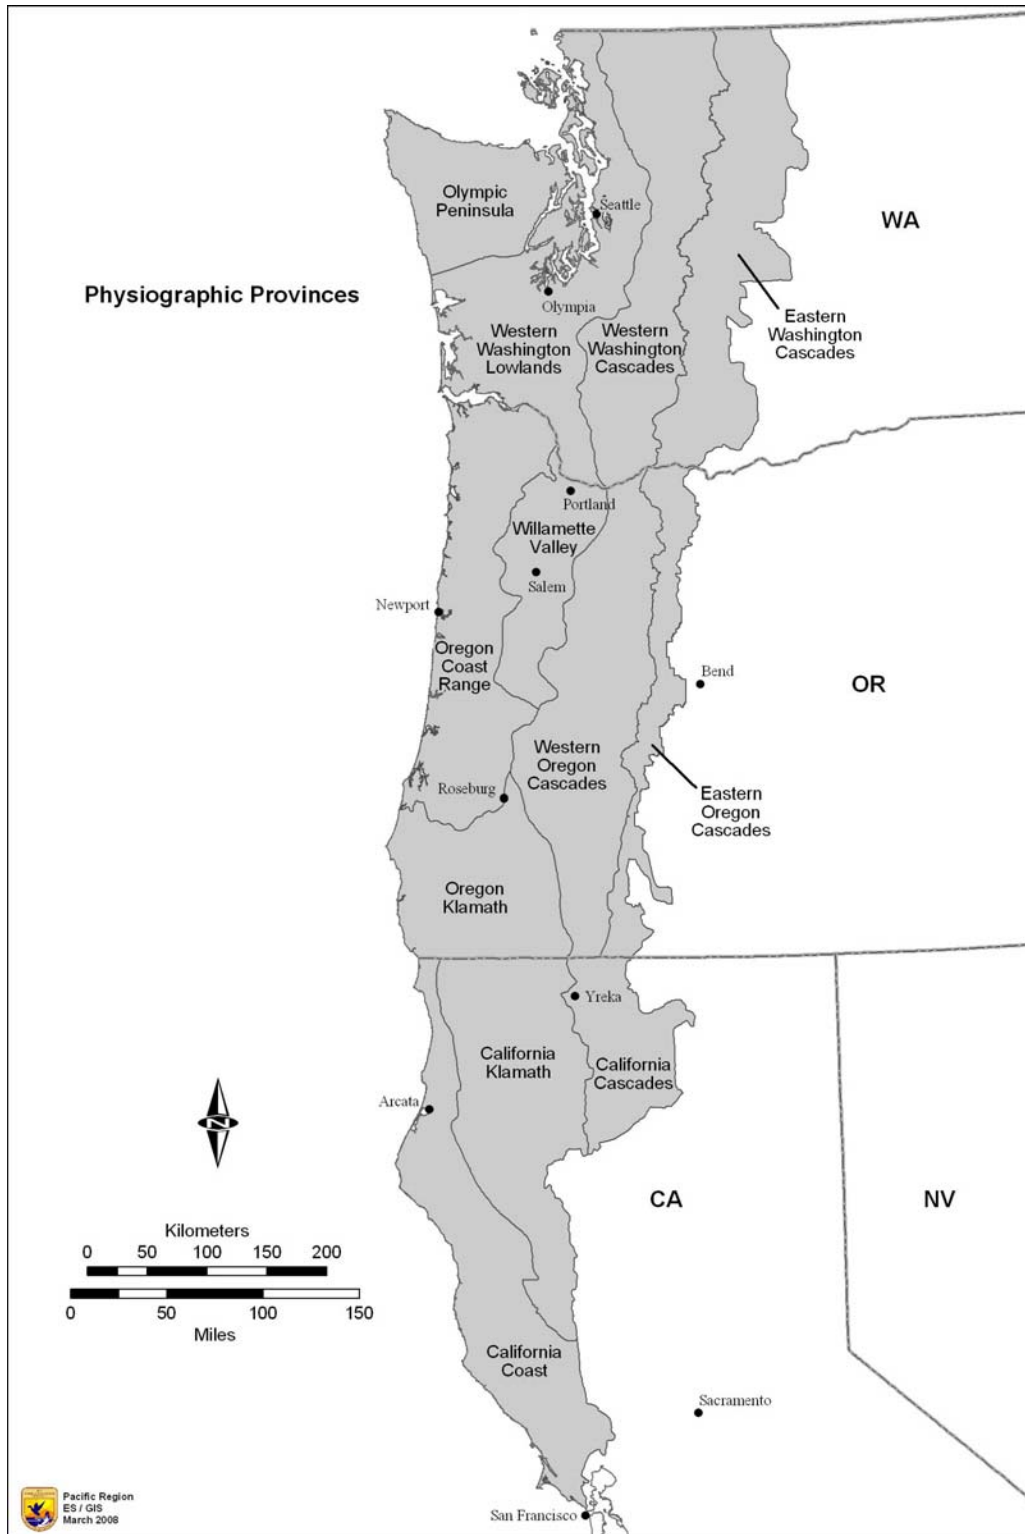 Olympic
Peninsula
Seattle
WA
Physiographic Provinces
Olympia
Eastern
Washington
Cascades
Western
Washington
Lowlands
Western
Washington
Cascades
Portland
Willamette
Valley
Salem
Newport
Oregon
Coast
Range
Bend
OR
Western
Oregon
Cascades
Roseburg
Eastern
Oregon
Cascades
Oregon
Klamath
Yreka
California
Klamath
California
Cascades
Arcata
N
CA
NV
Kilometers
0 50 100 150 200
0 50 100 150
Miles
California
Coast
Sacramento
San Francisco
Pacific Region
ES / GIS
March 2008